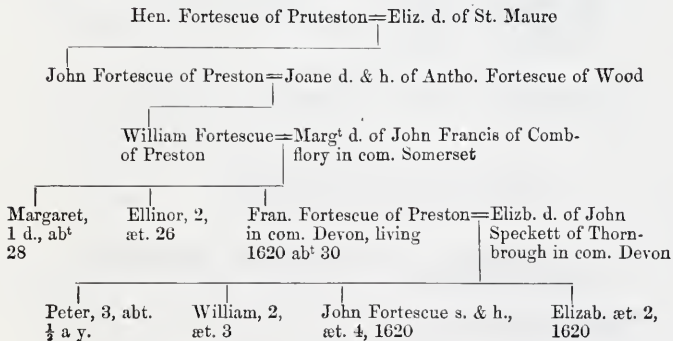 Hen. Fortescue of Pruteston=Eliz. d. of St. Maure
John Fortescue of Preston=Joane d. & h. of Antho. Fortescue of Wood
William Fortescue=Margᵗ d. of John Francis of Comb-
of Preston
flory in com. Somerset
Margaret,
1 d., abᵗ
28
Ellinor, 2,
æt. 26
Fran. Fortescue of Preston=Elizb. d. of John
in com. Devon, living
1620 abᵗ 30
Speckett of Thorn-
brough in com. Devon
Peter, 3, abt.
½ a y.
William, 2,
æt. 3
John Fortescue s. & h.,
æt. 4, 1620
Elizab. æt. 2,
1620